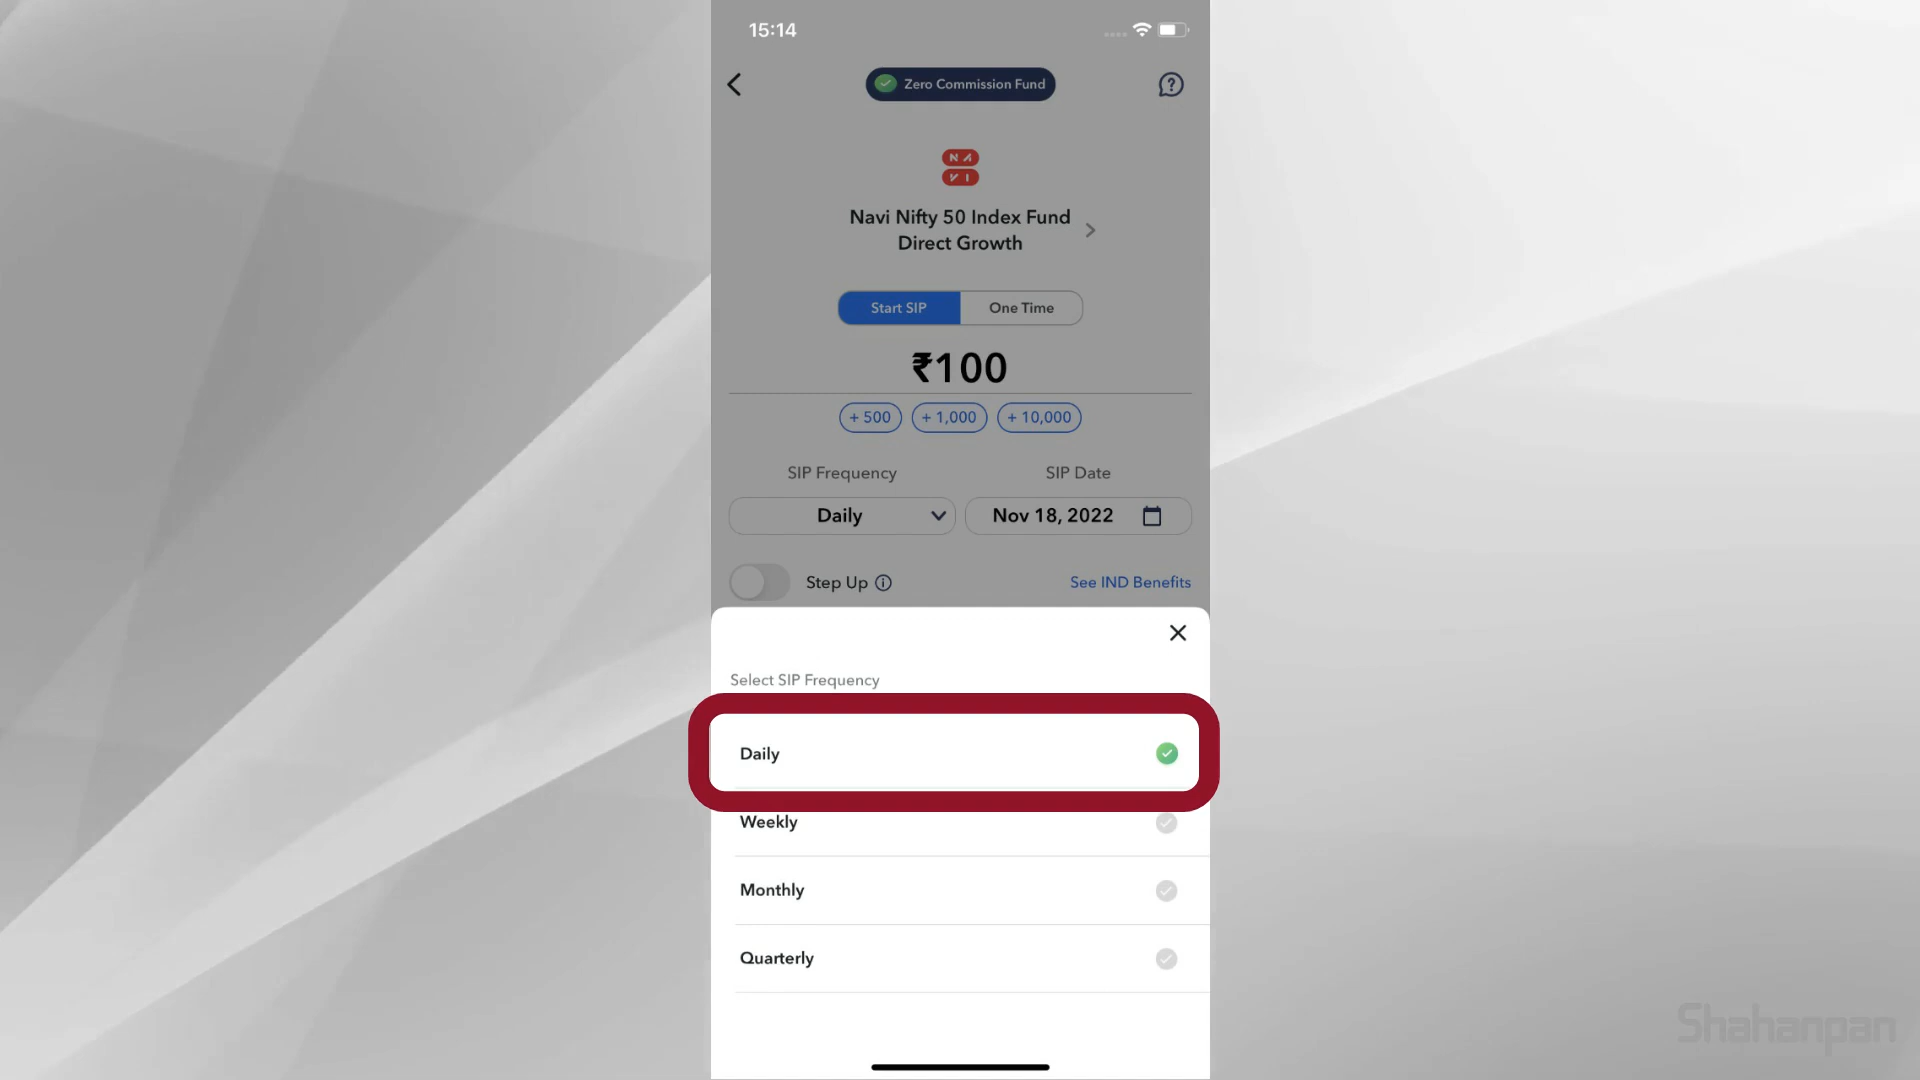 15:14
Zero Commission Fund
NAVI
Navi Nifty 50 Index Fund
Direct Growth
Start SIP
One Time
₹100
+ 500
+ 1,000
+ 10,000
SIP Frequency
SIP Date
Daily
Nov 18, 2022
Step Up
See IND Benefits
Select SIP Frequency
Daily
Weekly
Monthly
Quarterly
Shahanpan